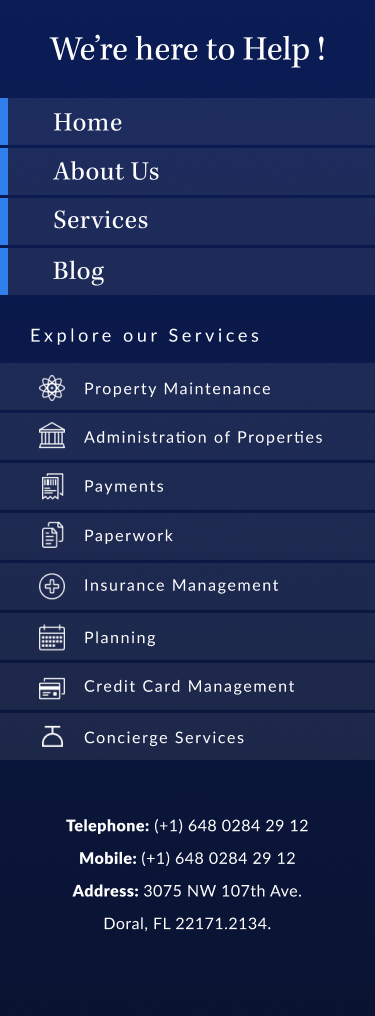 We're here to Help !
Home
About Us
Services
Blog
Explore our Services
Property Maintenance
Administration of Properties
Payments
Paperwork
Insurance Management
Planning
Credit Card Management
Concierge Services
Telephone: (+1) 648 0284 29 12
Mobile: (+1) 648 0284 29 12
Address: 3075 NW 107th Ave.
Doral, FL 22171.2134.